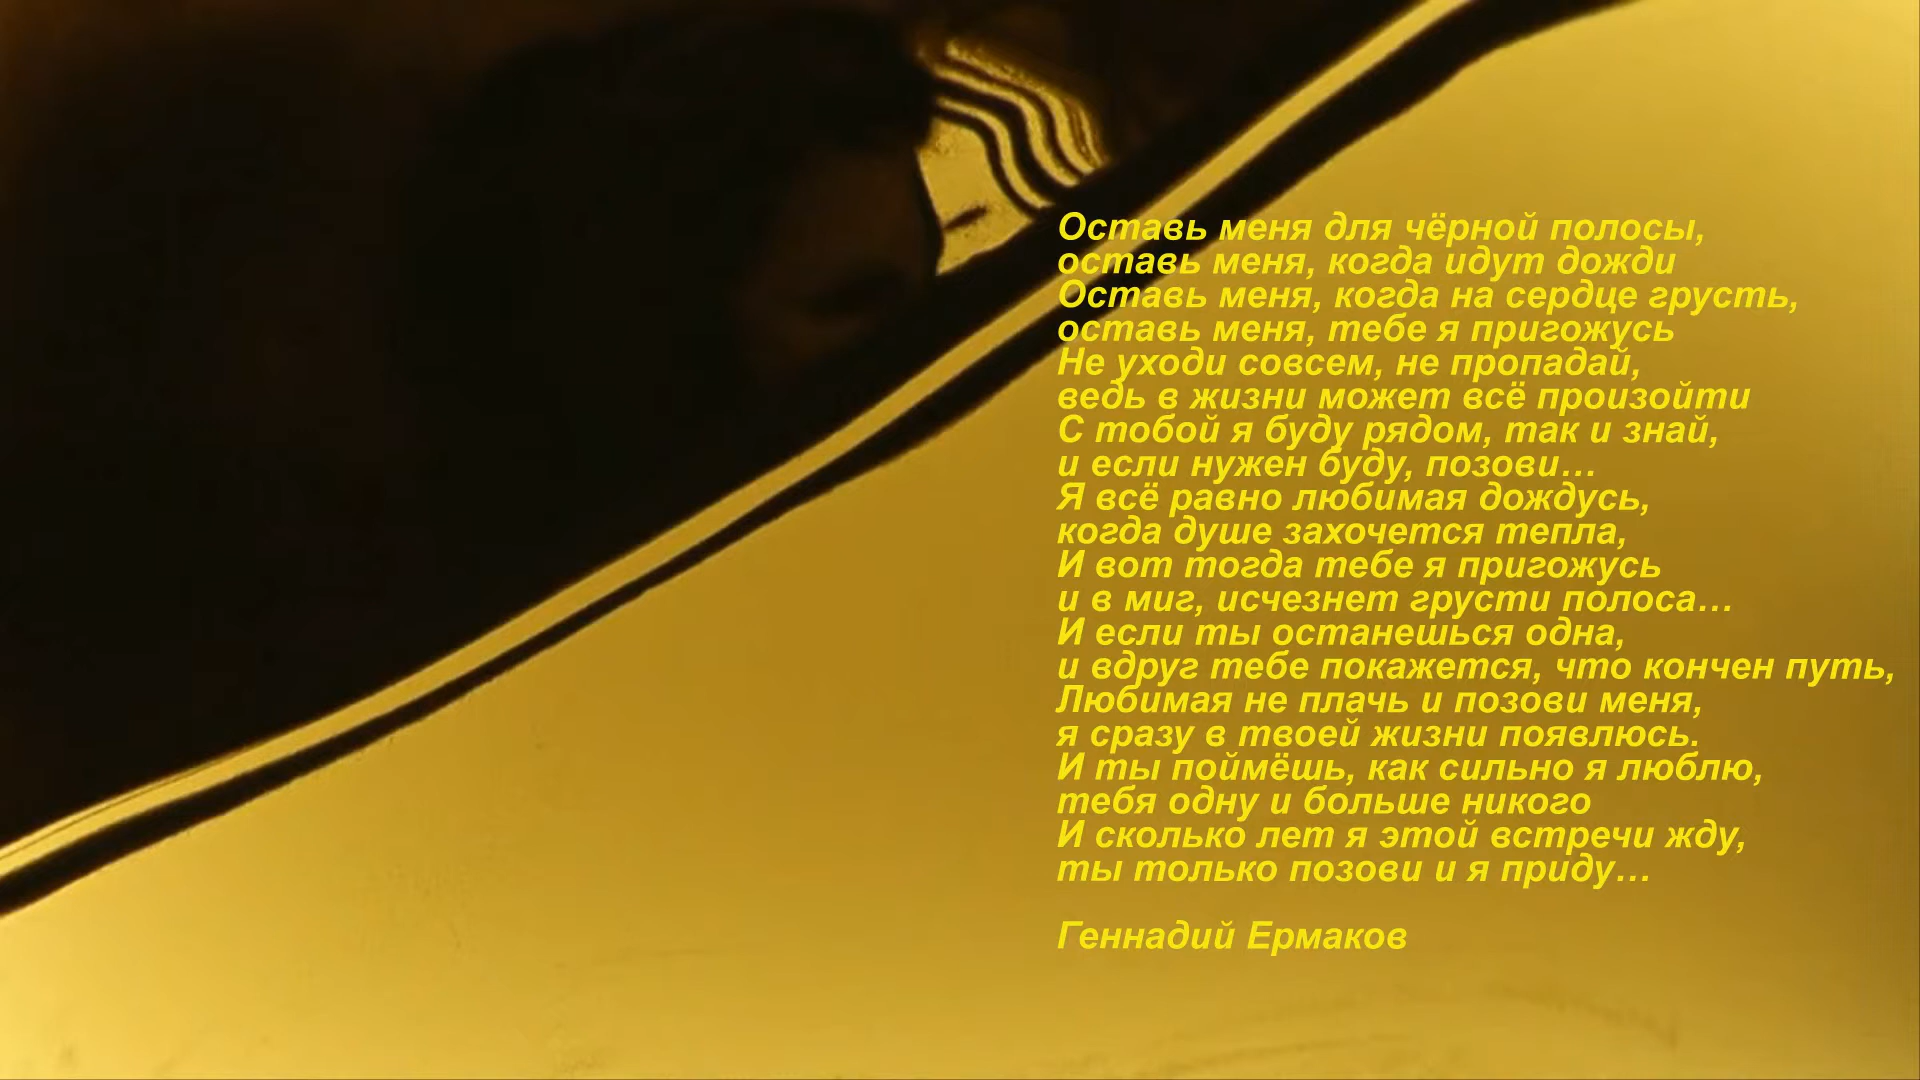 Оставь меня для чёрной полосы,
оставь меня, когда идут дожди
Оставь меня, когда на сердце грусть,
оставь меня, тебе я пригожусь
Не уходи совсем, не пропадай,
ведь в жизни может всё произойти
С тобой я буду рядом, так и знай,
и если нужен буду, позови…
Я всё равно любимая дождусь,
когда душе захочется тепла,
И вот тогда тебе я пригожусь
и в миг, исчезнет грусти полоса…
И если ты останешься одна,
и вдруг тебе покажется, что кончен путь,
Любимая не плачь и позови меня,
я сразу в твоей жизни появлюсь.
И ты поймёшь, как сильно я люблю,
тебя одну и больше никого
И сколько лет я этой встречи жду,
ты только позови и я приду…
Геннадий Ермаков